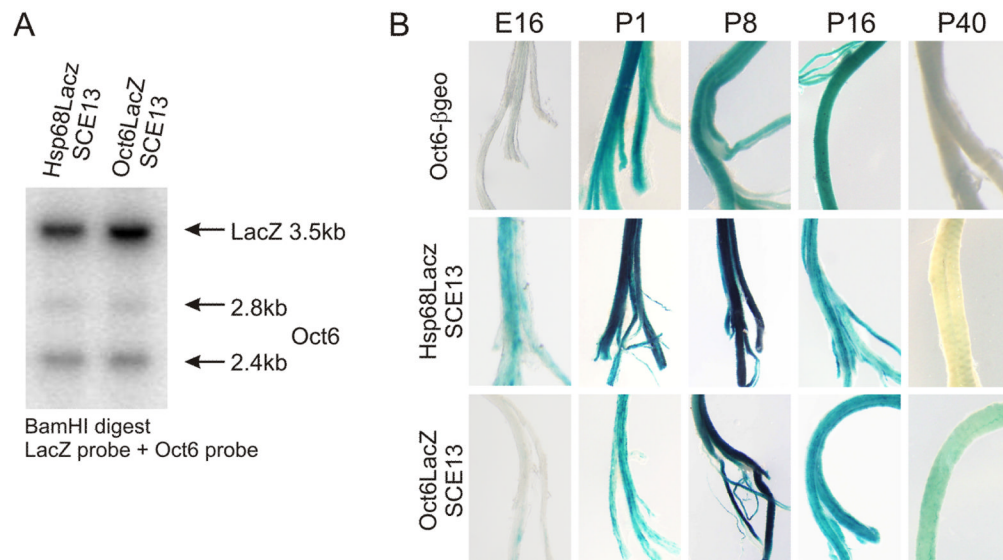 A
Hsp68Lacz
SCE13
Oct6LacZ
SCE13
LacZ 3.5kb
2.8kb
Oct6
2.4kb
BamHI digest
LacZ probe + Oct6 probe
B
E16 P1 P8 P16 P40
Oct6-βgeo
Hsp68Lacz
SCE13
Oct6LacZ
SCE13